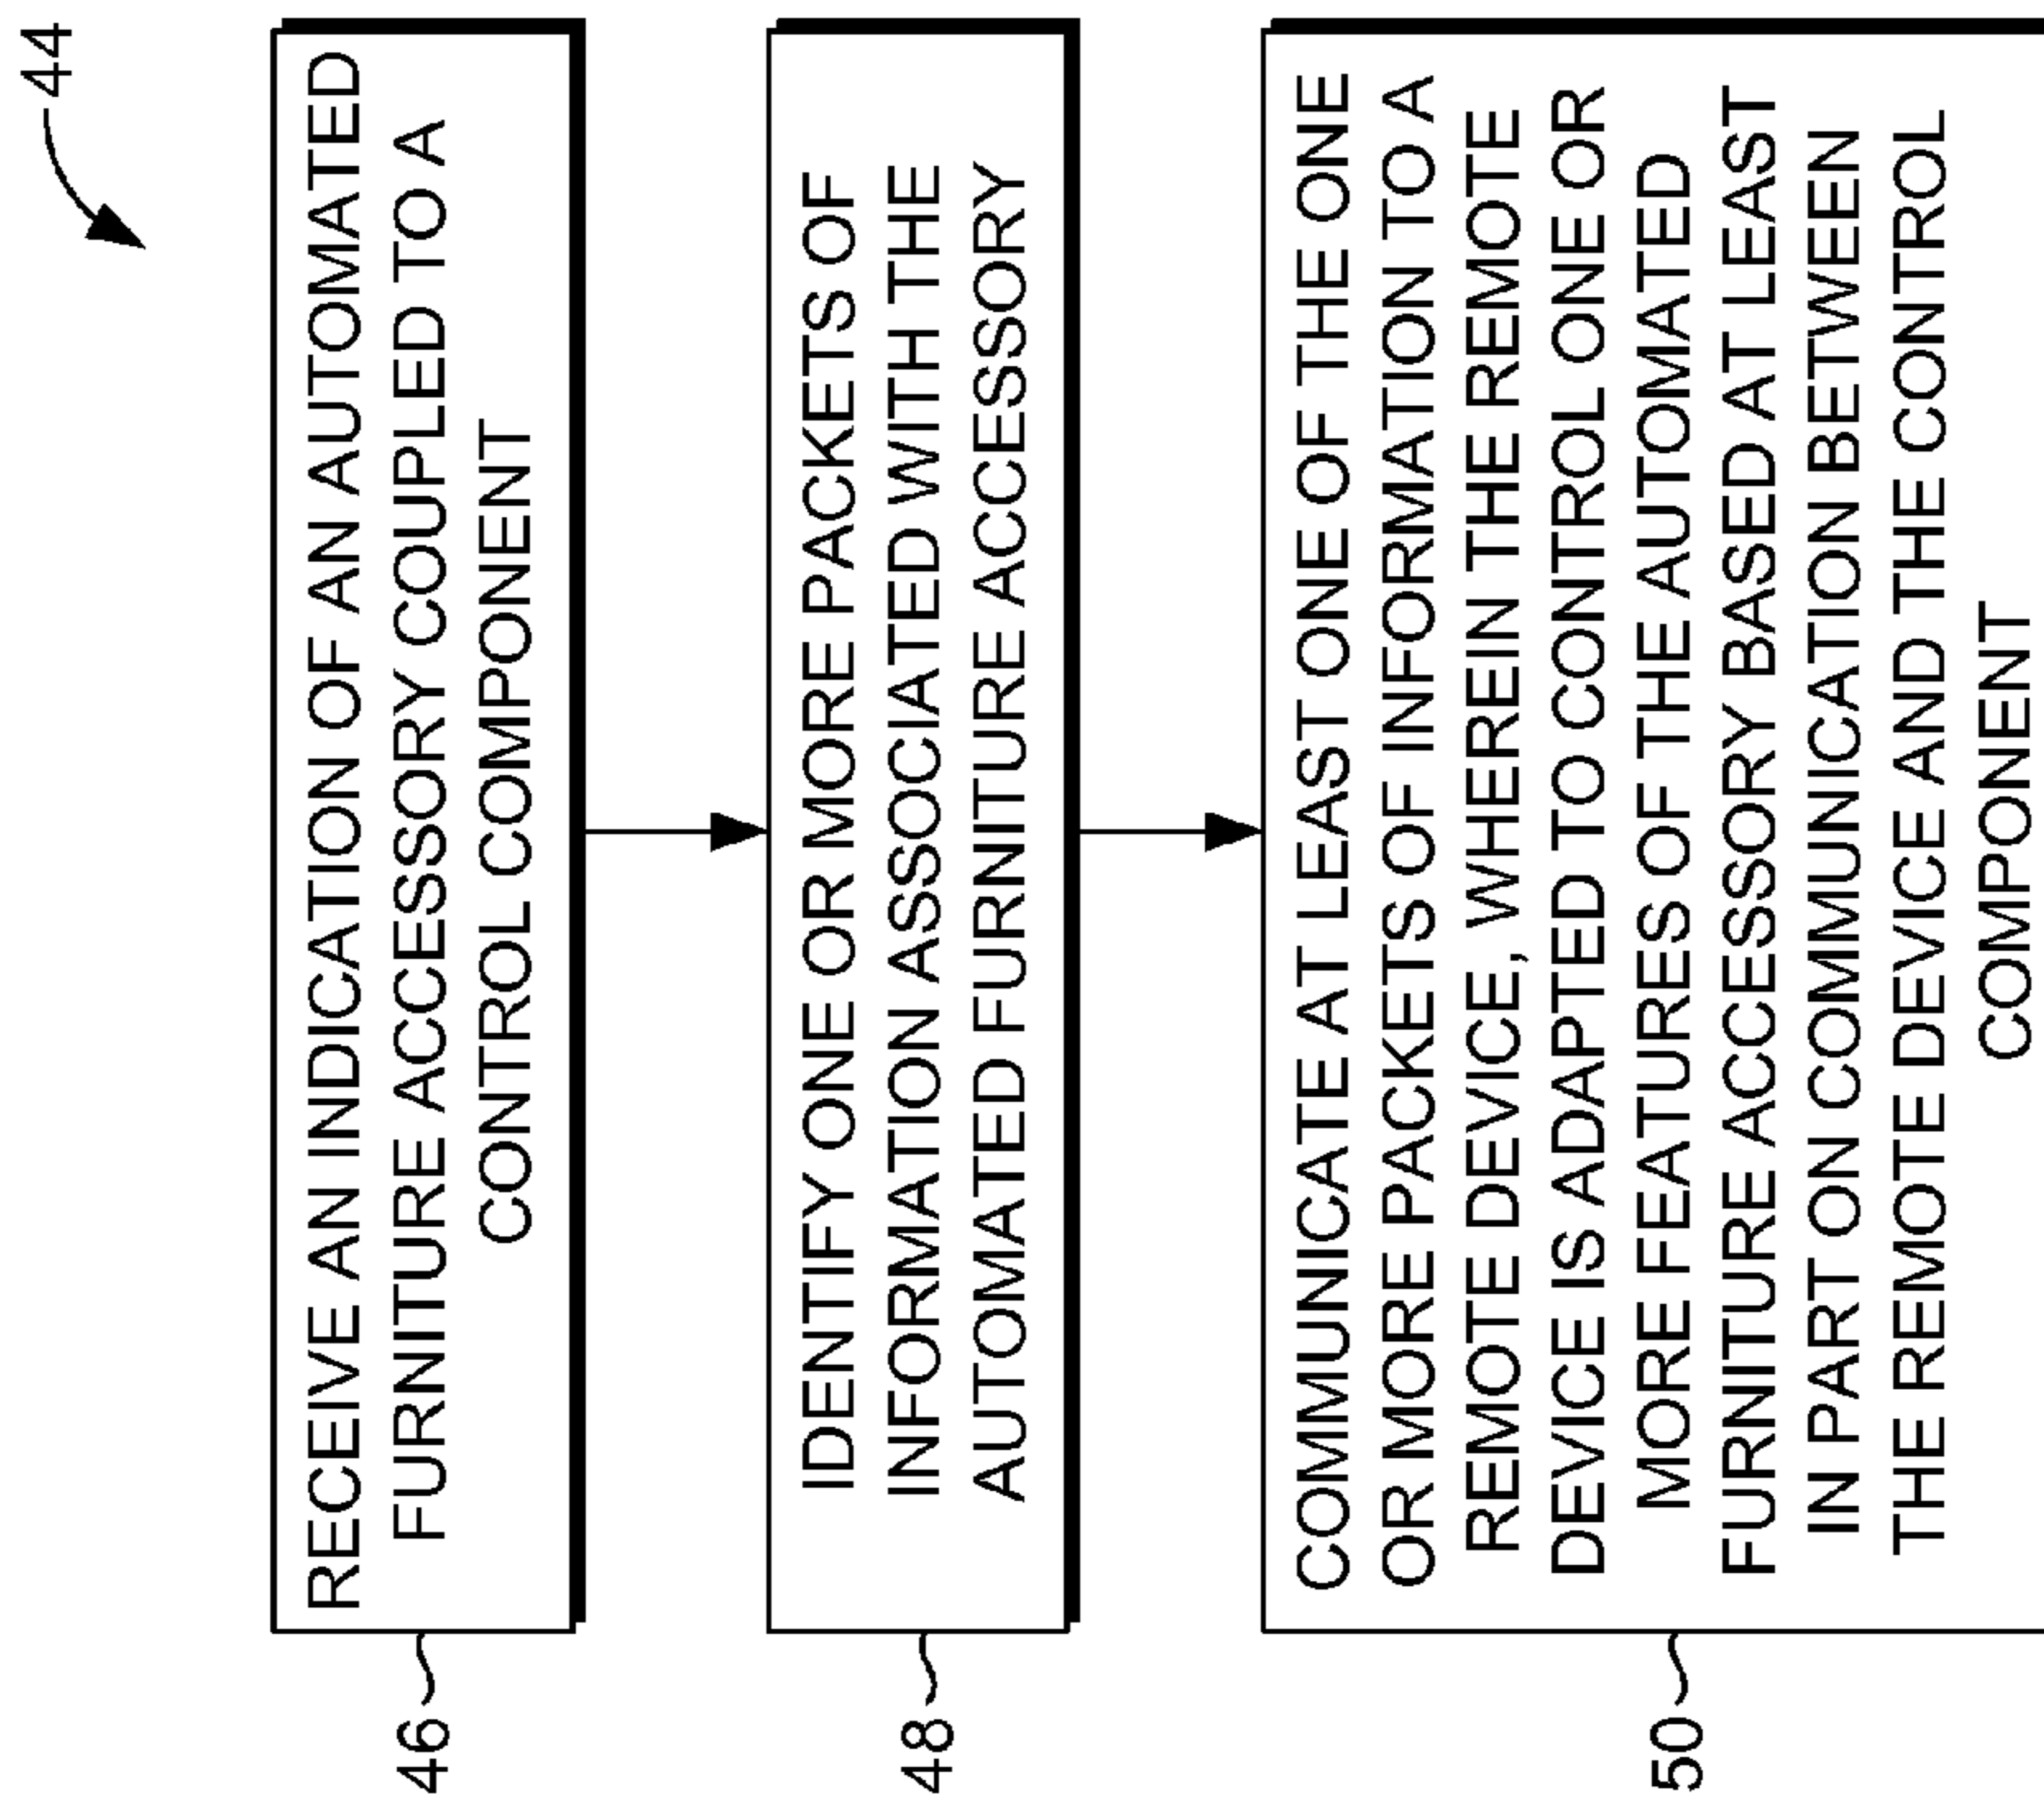 44
46
RECEIVE AN INDICATION OF AN AUTOMATED
FURNITURE ACCESSORY COUPLED TO A
CONTROL COMPONENT
48
IDENTIFY ONE OR MORE PACKETS OF
INFORMATION ASSOCIATED WITH THE
AUTOMATED FURNITURE ACCESSORY
50
COMMUNICATE AT LEAST ONE OF THE ONE
OR MORE PACKETS OF INFORMATION TO A
REMOTE DEVICE, WHEREIN THE REMOTE
DEVICE IS ADAPTED TO CONTROL ONE OR
MORE FEATURES OF THE AUTOMATED
FURNITURE ACCESSORY BASED AT LEAST
IN PART ON COMMUNICATION BETWEEN
THE REMOTE DEVICE AND THE CONTROL
COMPONENT